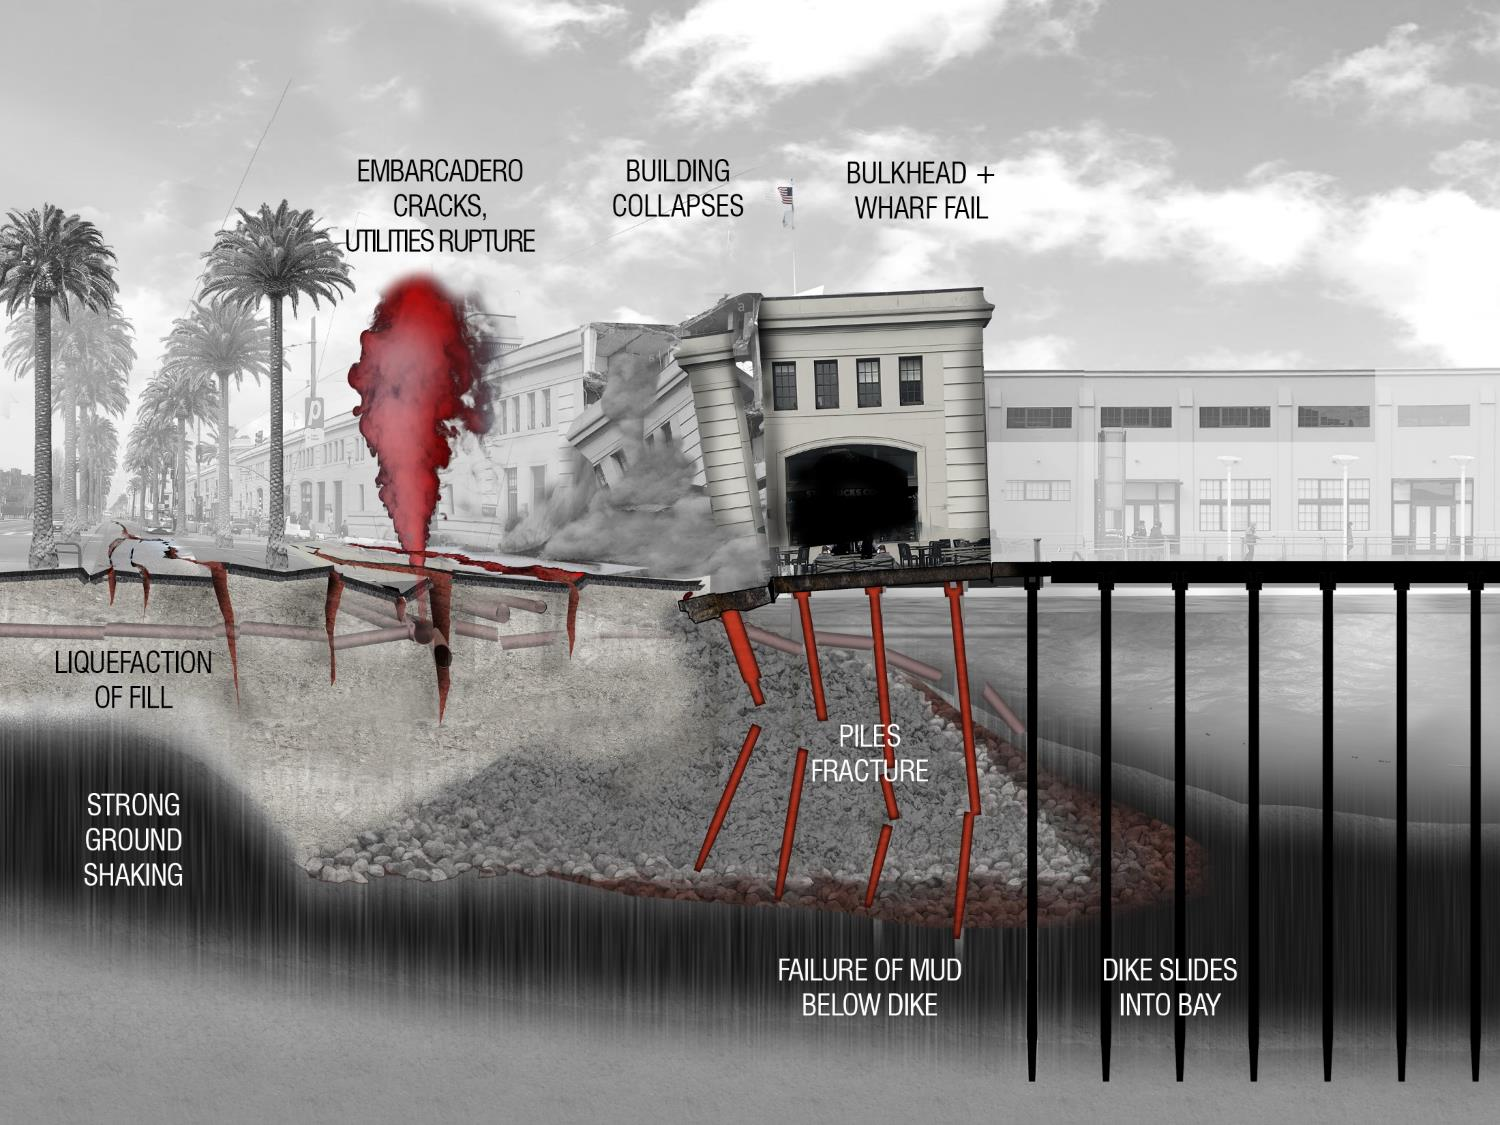 EMBARCADERO
CRACKS,
UTILITIES RUPTURE
BUILDING
COLLAPSES
BULKHEAD +
WHARF FAIL
LIQUEFACTION
OF FILL
STRONG
GROUND
SHAKING
PILES
FRACTURE
FAILURE OF MUD
BELOW DIKE
DIKE SLIDES
INTO BAY